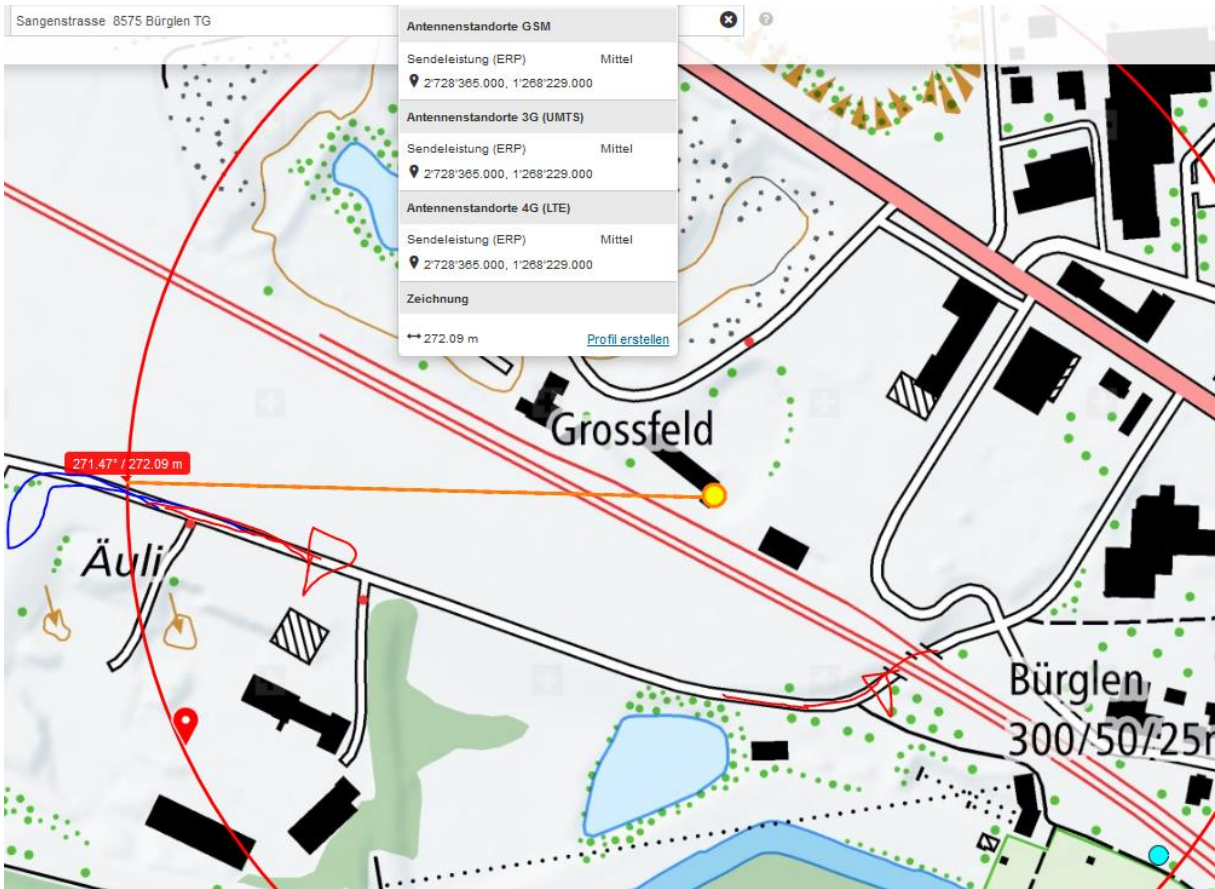 Sangenstrasse 8575 Bürglen TG
Antennenstandorte GSM
Sendeleistung (ERP) Mittel
2'728'365.000, 1'268'229.000
Antennenstandorte 3G (UMTS)
Sendeleistung (ERP) Mittel
2'728'365.000, 1'268'229.000
Antennenstandorte 4G (LTE)
Sendeleistung (ERP) Mittel
2'728'365.000, 1'268'229.000
Zeichnung
272.09 m Profil erstellen
Grossfeld
271.47° / 272.09 m
Äuli
Bürglen
300/50/25m